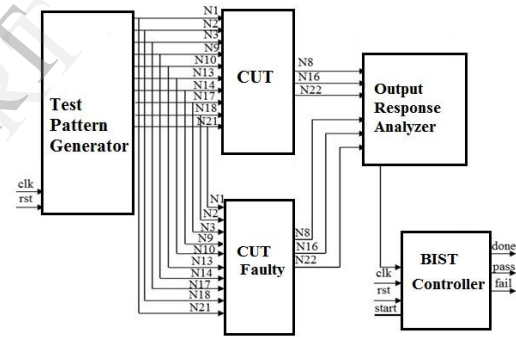 N1
N2
N3
N9
N10
N13
N14
N17
N18
N21
Test
Pattern
Generator
clk
rst
CUT
N8
N16
N22
Output
Response
Analyzer
N1
N2
N3
N9
N10
N13
N14
N17
N18
N21
CUT
Faulty
N8
N16
N22
clk
rst
start
BIST
Controller
done
pass
fail